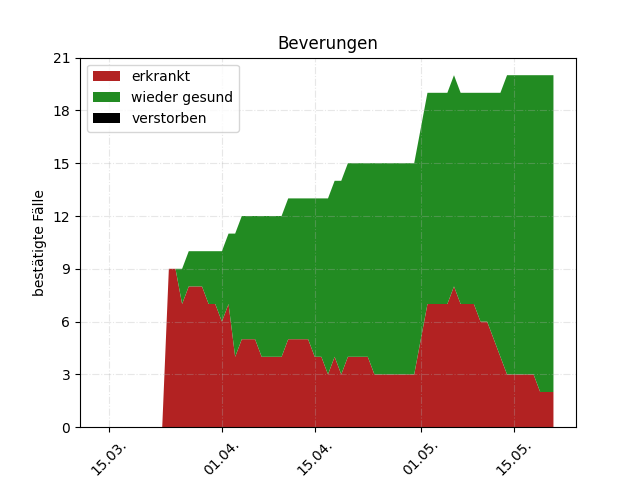 Beverungen
erkrankt
wieder gesund
verstorben
bestätigte Fälle
21
18
15
12
9
6
3
0
15.03.
01.04.
15.04.
01.05.
15.05.